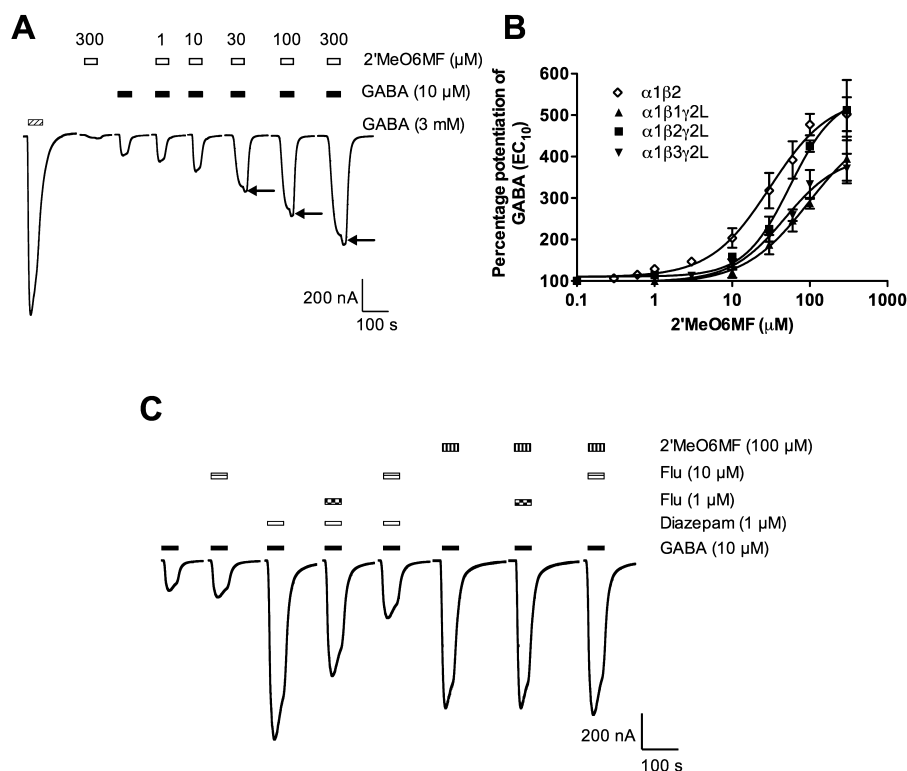 A
300 1 10 30 100 300
2'MeO6MF (µM)
GABA (10 µM)
GABA (3 mM)
200 nA
100 s
B
Percentage potentiation of
GABA (EC10)
600
500
400
300
200
100
α1β2
α1β1γ2L
α1β2γ2L
α1β3γ2L
0.1 1 10 100 1000
2'MeO6MF (µM)
C
2'MeO6MF (100 µM)
Flu (10 µM)
Flu (1 µM)
Diazepam (1 µM)
GABA (10 µM)
200 nA
100 s